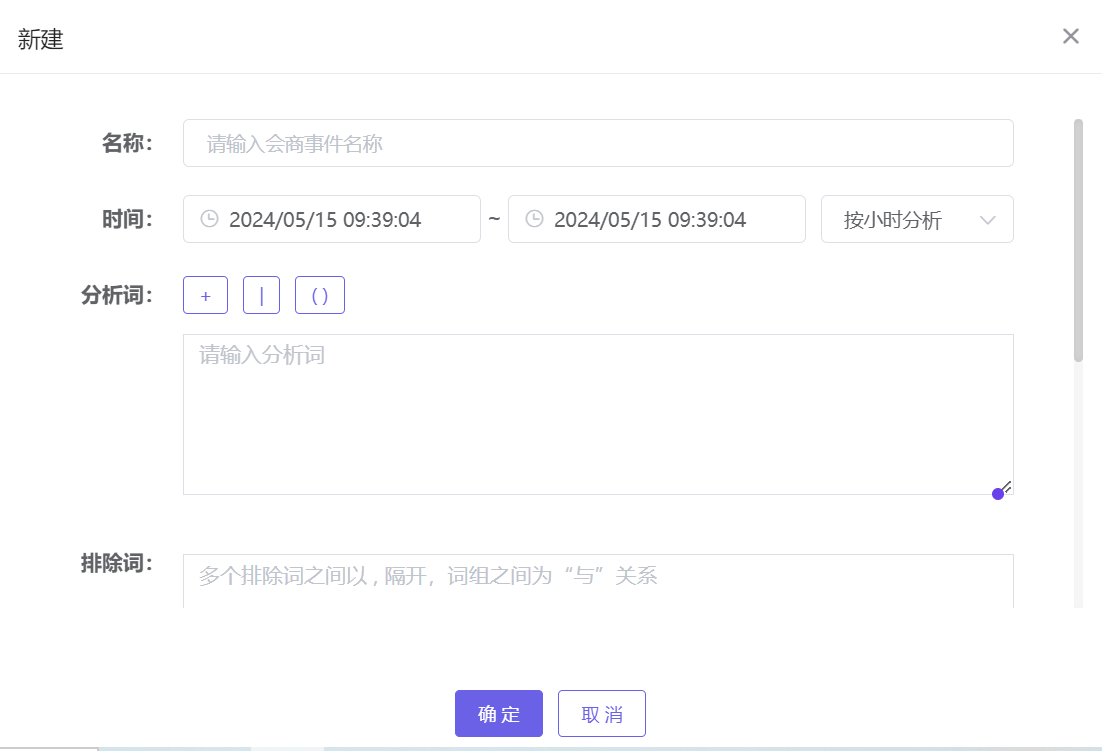 新建
名称：
请输入会商事件名称
时间：
2024/05/15 09:39:04 ~ 2024/05/15 09:39:04 按小时分析
分析词：
+ | ( )
请输入分析词
排除词：
多个排除词之间以 , 隔开，词组之间为“与”关系
确 定 取 消